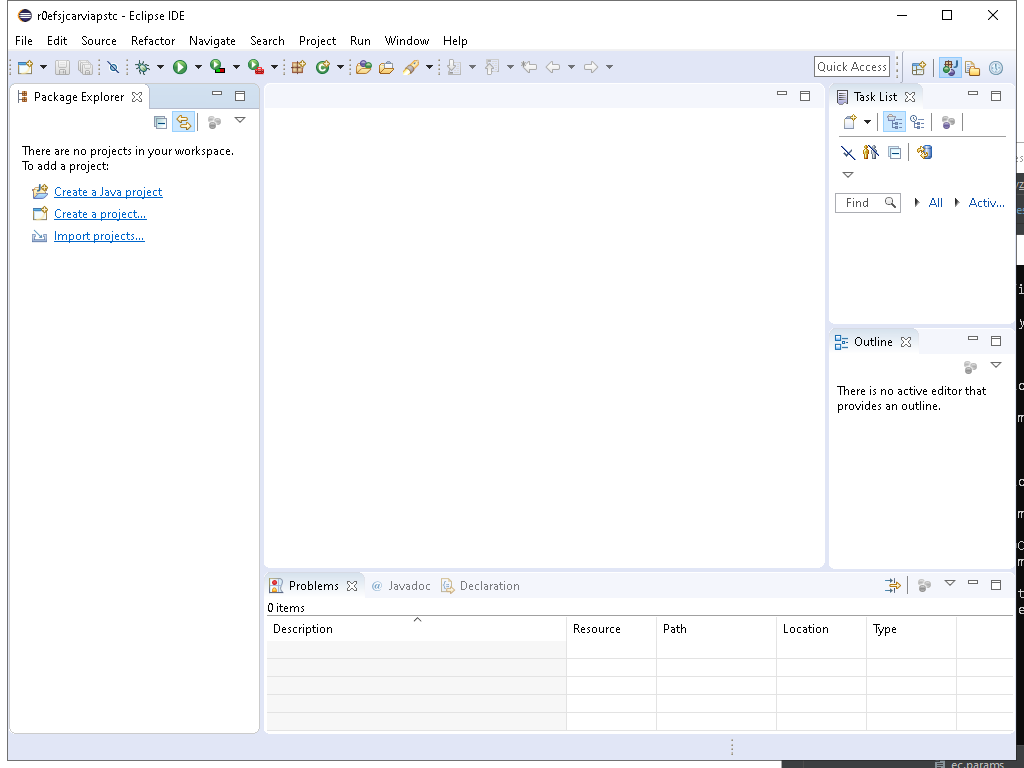 r0efsjcarviapstc - Eclipse IDE
File Edit Source Refactor Navigate Search Project Run Window Help
Quick Access
Package Explorer
There are no projects in your workspace.
To add a project:
Create a Java project
Create a project...
Import projects...
Task List
Find All Activ...
Outline
There is no active editor that
provides an outline.
Problems @ Javadoc Declaration
0 items
Description Resource Path Location Type
ec.params